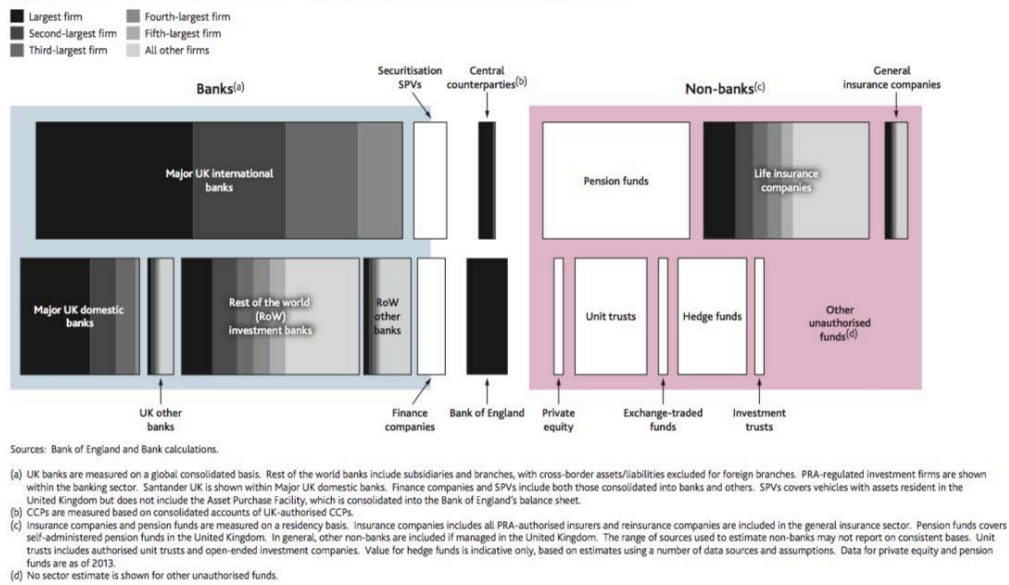 Largest firm
Second-largest firm
Third-largest firm
Fourth-largest firm
Fifth-largest firm
All other firms
Banks(a)
Securitisation
SPVs
Central
counterparties(b)
Non-banks(c)
General
insurance companies
Major UK international
banks
Pension funds
Life insurance
companies
Major UK domestic
banks
Rest of the world
(RoW)
investment banks
RoW
other
banks
Unit trusts
Hedge funds
Other
unauthorised
funds(d)
UK other
banks
Finance
companies
Bank of England
Private
equity
Exchange-traded
funds
Investment
trusts
Sources: Bank of England and Bank calculations.
(a) UK banks are measured on a global consolidated basis. Rest of the world banks include subsidiaries and branches, with cross-border assets/liabilities excluded for foreign branches. PRA-regulated investment firms are shown
within the banking sector. Santander UK is shown within Major UK domestic banks. Finance companies and SPVs include both those consolidated into banks and others. SPVs covers vehicles with assets resident in the
United Kingdom but does not include the Asset Purchase Facility, which is consolidated into the Bank of England's balance sheet.
(b) CCPs are measured based on consolidated accounts of UK-authorised CCPs.
(c) Insurance companies and pension funds are measured on a residency basis. Insurance companies includes all PRA-authorised insurers and reinsurance companies are included in the general insurance sector. Pension funds covers
self-administered pension funds in the United Kingdom. In general, other non-banks are included if managed in the United Kingdom. The range of sources used to estimate non-banks may not report on consistent bases. Unit
trusts includes authorised unit trusts and open-ended investment companies. Value for hedge funds is indicative only, based on estimates using a number of data sources and assumptions. Data for private equity and pension
funds are as of 2013.
(d) No sector estimate is shown for other unauthorised funds.